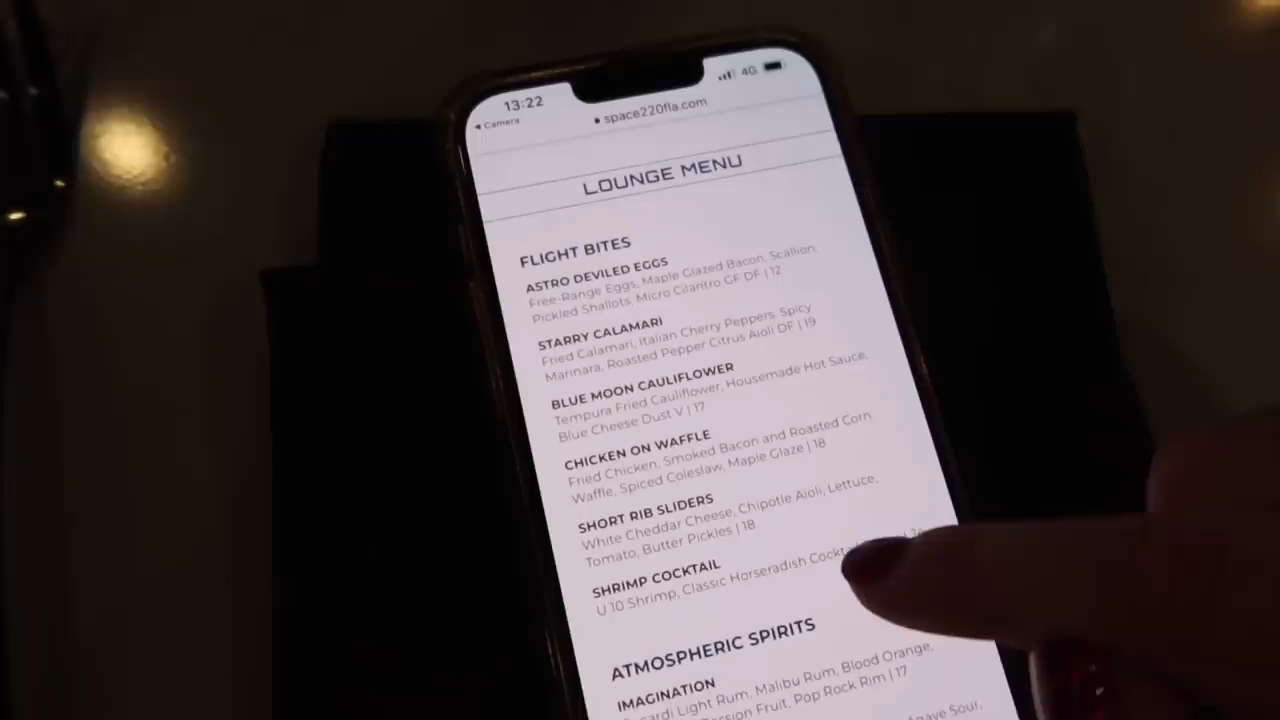 13:22
4G
◂ Camera
space220fla.com
LOUNGE MENU
FLIGHT BITES
ASTRO DEVILED EGGS
Free-Range Eggs, Maple Glazed Bacon, Scallion,
Pickled Shallots, Micro Cilantro GF DF | 12
STARRY CALAMARI
Fried Calamari, Italian Cherry Peppers, Spicy
Marinara, Roasted Pepper Citrus Aioli DF | 19
BLUE MOON CAULIFLOWER
Tempura Fried Cauliflower, Housemade Hot Sauce,
Blue Cheese Dust V | 17
CHICKEN ON WAFFLE
Fried Chicken, Smoked Bacon and Roasted Corn
Waffle, Spiced Coleslaw, Maple Glaze | 18
SHORT RIB SLIDERS
White Cheddar Cheese, Chipotle Aioli, Lettuce,
Tomato, Butter Pickles | 18
SHRIMP COCKTAIL
U 10 Shrimp, Classic Horseradish
ATMOSPHERIC SPIRITS
IMAGINATION
Light Rum, Malibu Rum, Blood Orange,
Fruit, Pop Rock Rim | 17
Agave Sour,